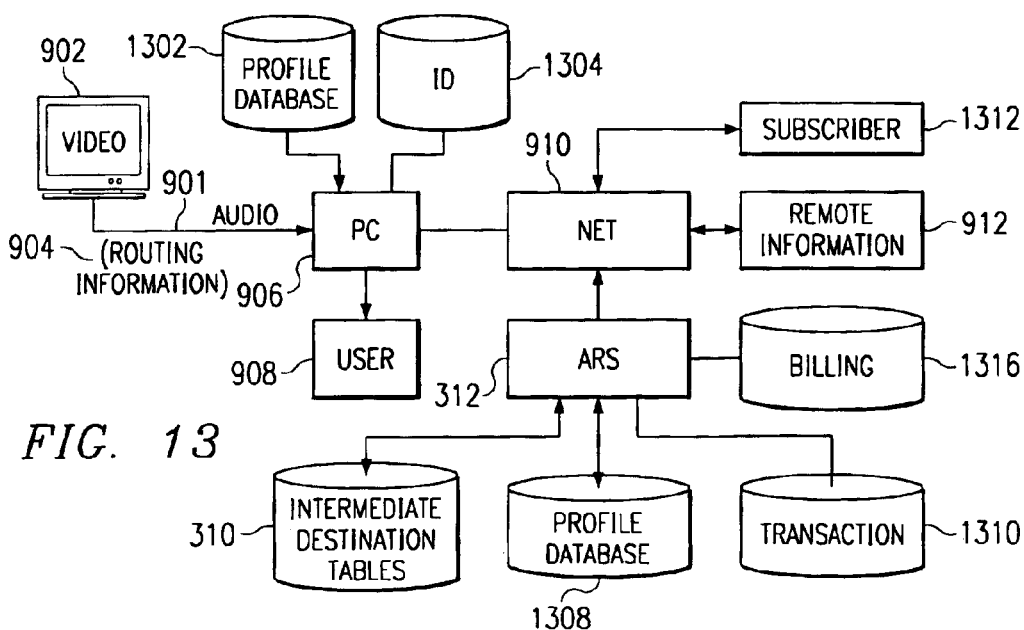 1302
902
PROFILE
DATABASE
ID
1304
VIDEO
901
AUDIO
904
(ROUTING
INFORMATION)
PC
906
910
NET
SUBSCRIBER
1312
REMOTE
INFORMATION
912
USER
908
ARS
312
BILLING
1316
FIG. 13
INTERMEDIATE
DESTINATION
TABLES
310
PROFILE
DATABASE
1308
TRANSACTION
1310